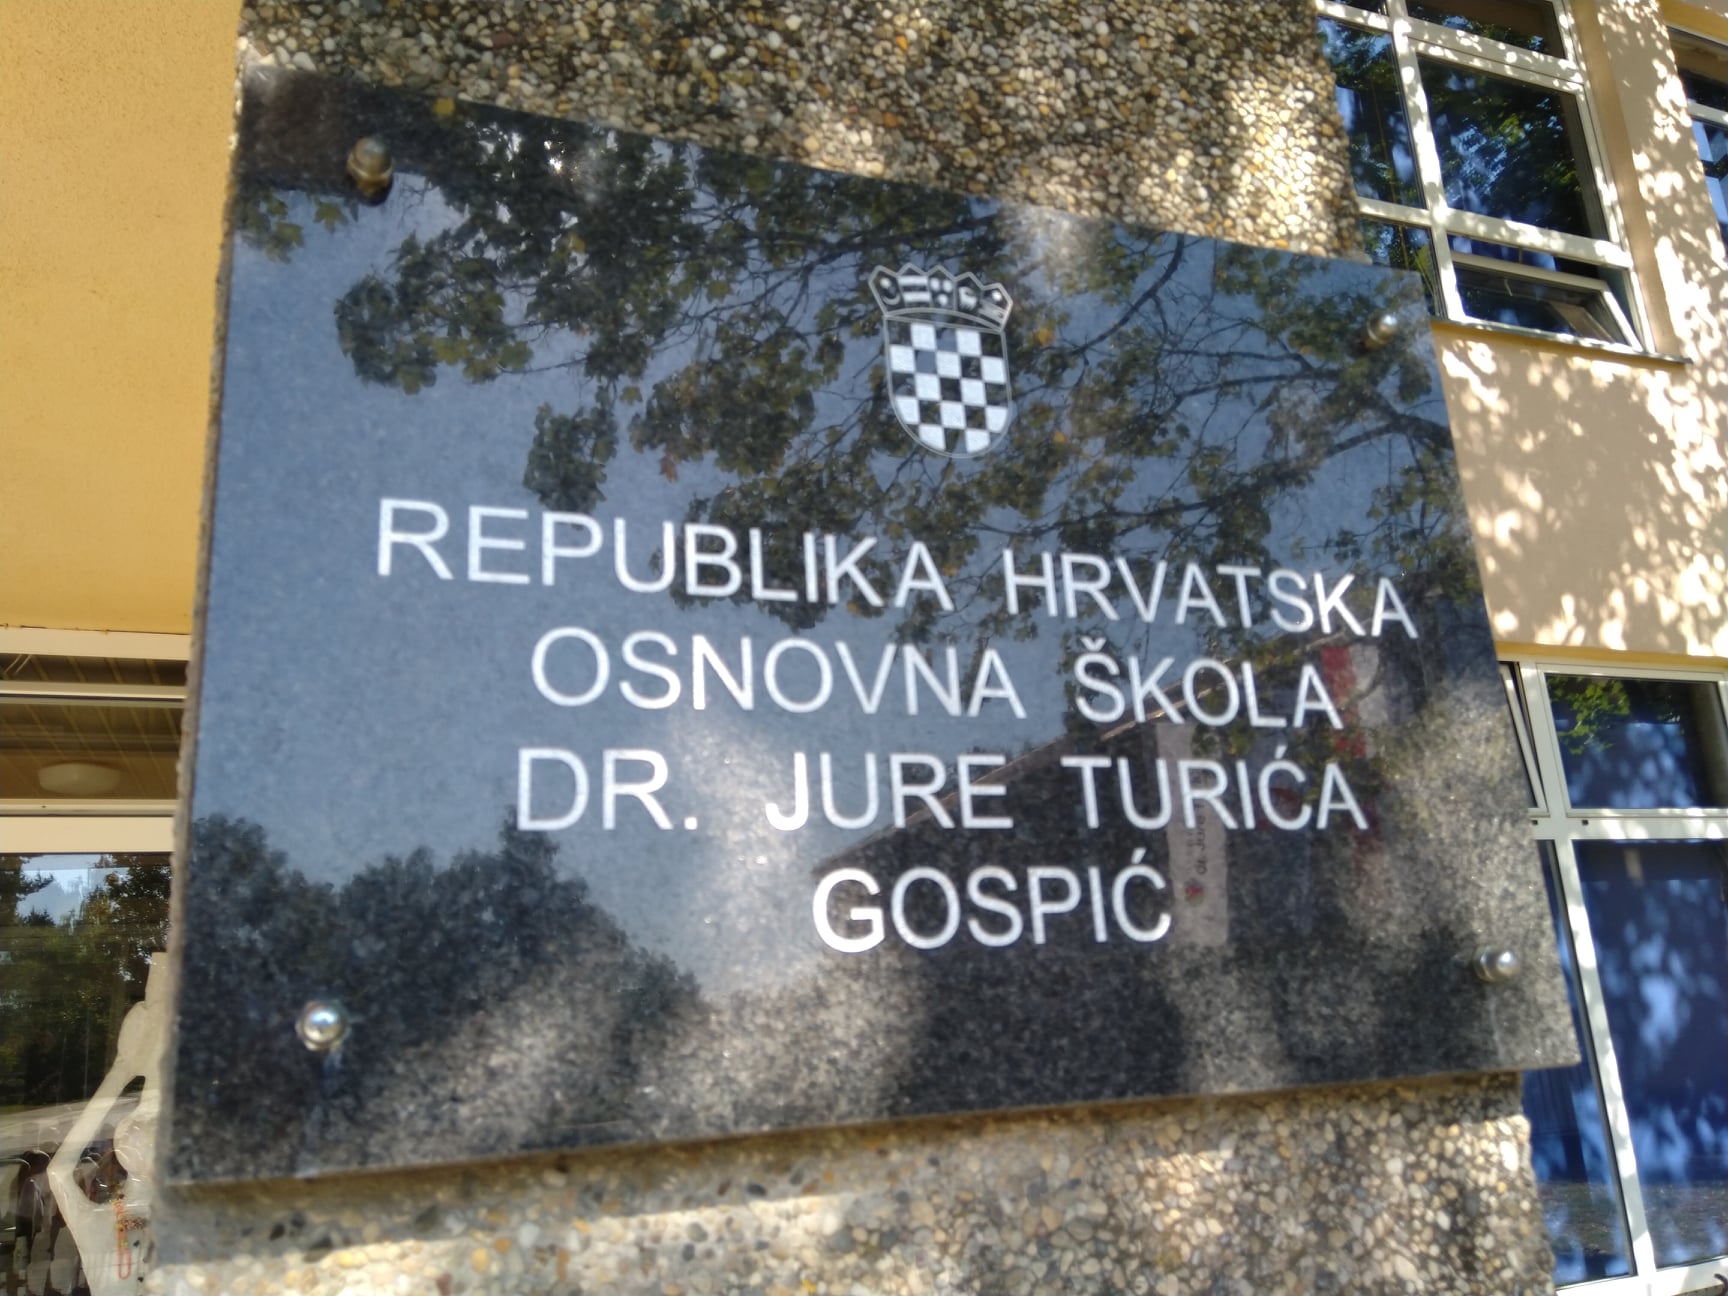 REPUBLIKA HRVATSKA
OSNOVNA ŠKOLA
DR. JURE TURIĆA
GOSPIĆ